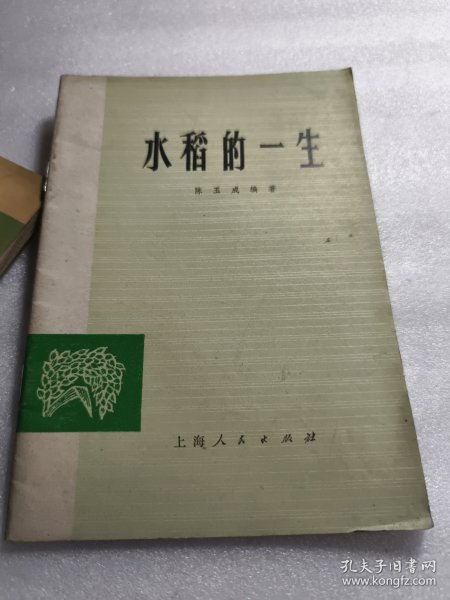 水稻的一生
陈玉成编著
上海人民出版社
孔夫子旧书网
www.kongfz.com